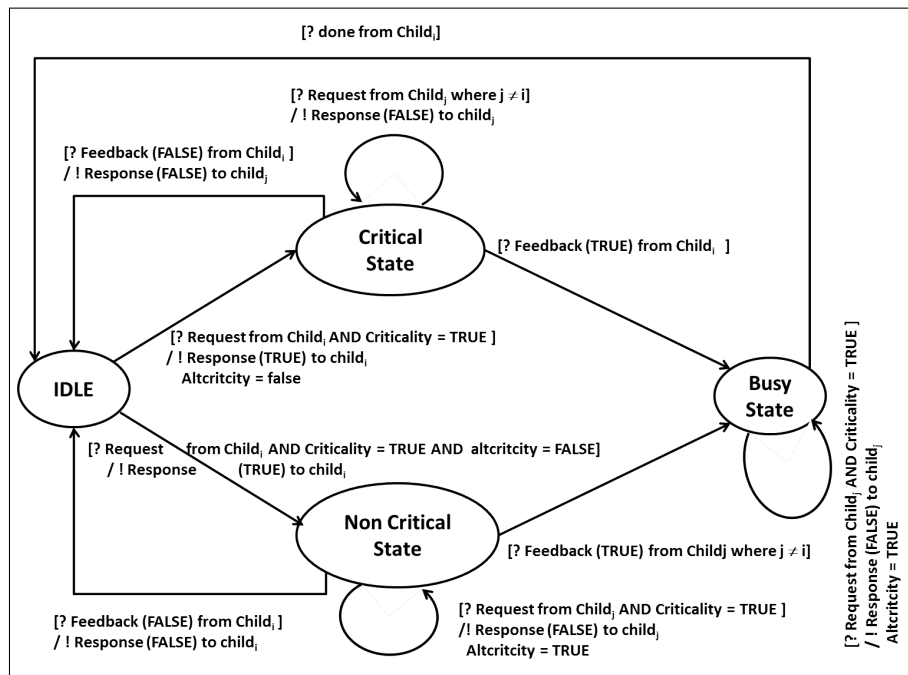 [? done from Childi]
[? Request from Childj where j ≠ i]
/ ! Response (FALSE) to childj
[? Feedback (FALSE) from Childi ]
/ ! Response (FALSE) to childj
Critical
State
[? Feedback (TRUE) from Childi ]
[? Request from Childi AND Criticality = TRUE ]
/ ! Response (TRUE) to childi
Altcritcity = false
IDLE
Busy
State
[? Request from Childi AND Criticality = TRUE AND altcritcity = FALSE]
/ ! Response (TRUE) to childi
Non Critical
State
[? Feedback (TRUE) from Childj where j ≠ i]
[? Feedback (FALSE) from Childi ]
/ ! Response (FALSE) to childi
[? Request from Childj AND Criticality = TRUE ]
/! Response (FALSE) to childj
Altcritcity = TRUE
[? Request from Childj AND Criticality = TRUE ]
/ ! Response (FALSE) to childj
Altcritcity = TRUE